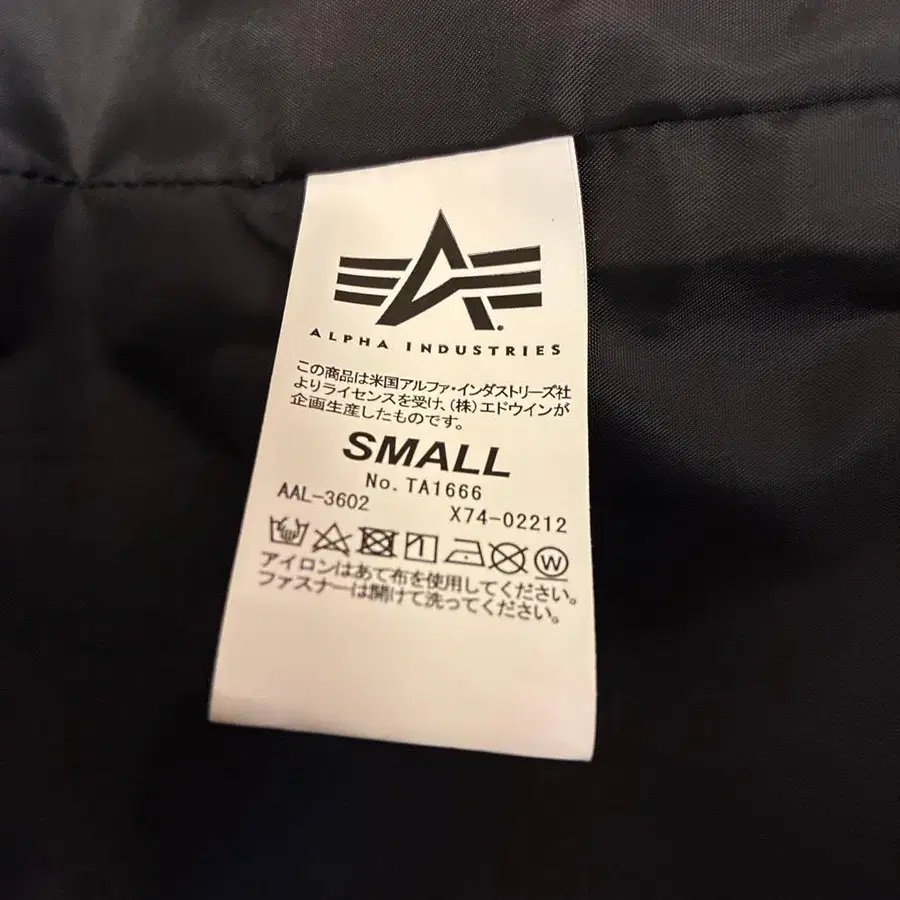 ALPHA INDUSTRIES
この商品は米国アルファ・インダストリーズ社
よりライセンスを受け、(株)エドウインが
企画生産したものです。
SMALL
No. TA1666
AAL-3602 X74-02212
W
アイロンはあて布を使用してください。
ファスナーは開けて洗ってください。